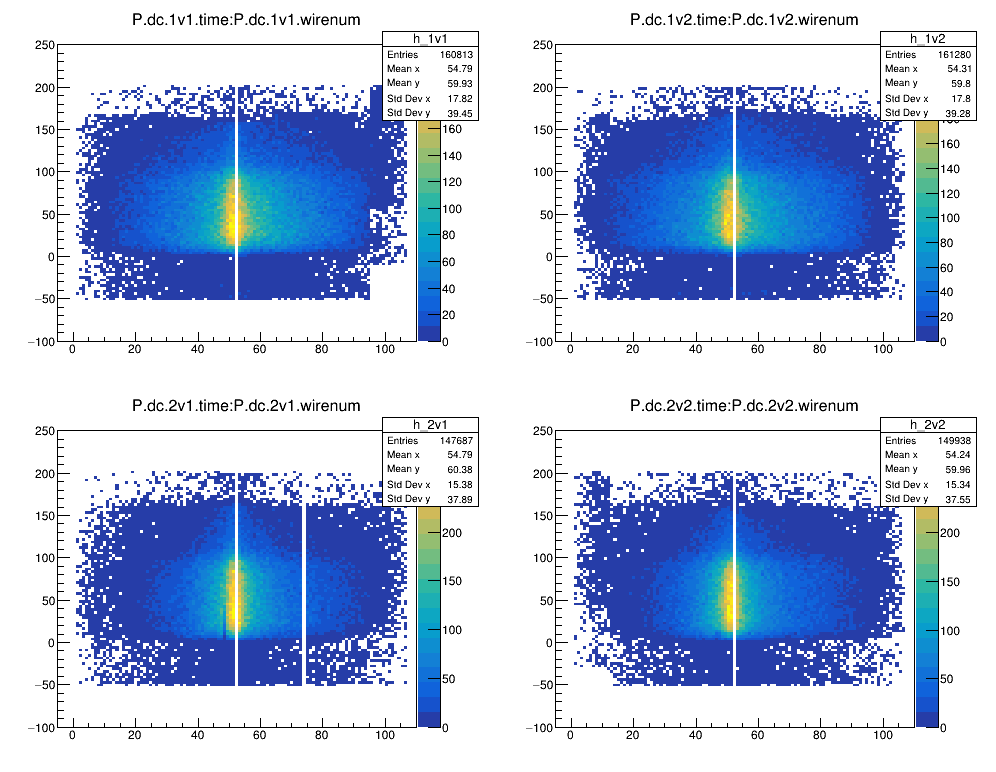 P.dc.1v1.time:P.dc.1v1.wirenum
h_1v1
Entries 160813
Mean x 54.79
Mean y 59.93
Std Dev x 17.82
Std Dev y 39.45
250
200
150
100
50
0
−50
−100
0 20 40 60 80 100
160
140
120
100
80
60
40
20
0
P.dc.1v2.time:P.dc.1v2.wirenum
h_1v2
Entries 161280
Mean x 54.31
Mean y 59.8
Std Dev x 17.8
Std Dev y 39.28
250
200
150
100
50
0
−50
−100
0 20 40 60 80 100
160
140
120
100
80
60
40
20
0
P.dc.2v1.time:P.dc.2v1.wirenum
h_2v1
Entries 147687
Mean x 54.79
Mean y 60.38
Std Dev x 15.38
Std Dev y 37.89
250
200
150
100
50
0
−50
−100
0 20 40 60 80 100
200
150
100
50
0
P.dc.2v2.time:P.dc.2v2.wirenum
h_2v2
Entries 149938
Mean x 54.24
Mean y 59.96
Std Dev x 15.34
Std Dev y 37.55
250
200
150
100
50
0
−50
−100
0 20 40 60 80 100
200
150
100
50
0